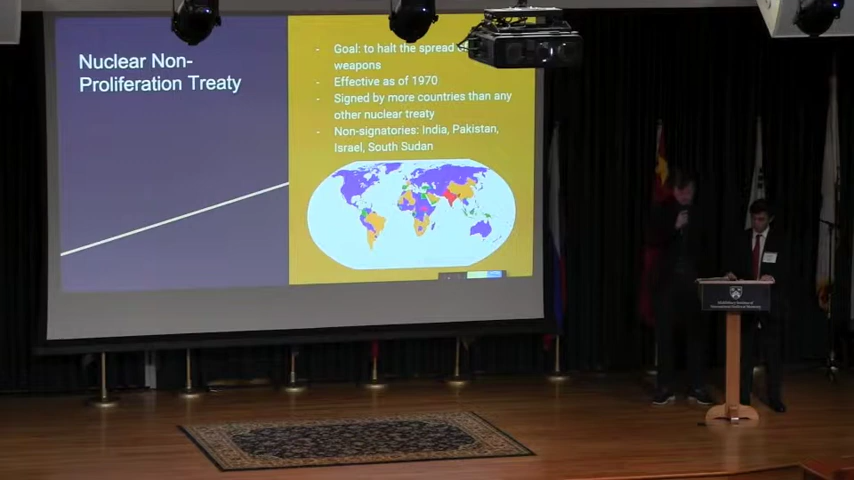 Nuclear Non-
Proliferation Treaty
- Goal: to halt the spread
weapons
- Effective as of 1970
- Signed by more countries than any
other nuclear treaty
- Non-signatories: India, Pakistan,
Israel, South Sudan